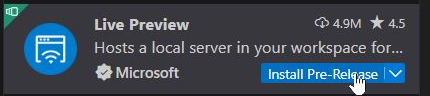 Live Preview 4.9M 4.5
Hosts a local server in your workspace for...
Microsoft Install Pre-Release